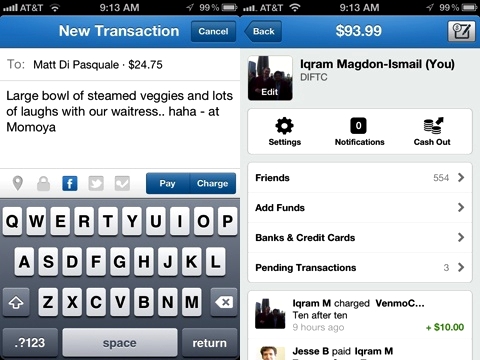 AT&T 9:13 AM 99%
New Transaction Cancel
To: Matt Di Pasquale · $24.75
Large bowl of steamed veggies and lots
of laughs with our waitress.. haha - at
Momoya
f Pay Charge
Q W E R T Y U I O P
A S D F G H J K L
Z X C V B N M
.?123 space return
AT&T 9:13 AM 99%
Back $93.99
Iqram Magdon-Ismail (You)
DIFTC
Edit
0
Settings Notifications Cash Out
Friends 554
Add Funds
Banks & Credit Cards
Pending Transactions 3
Iqram M charged VenmoC...
Ten after ten
9 hours ago + $10.00
Jesse B paid Iqram M